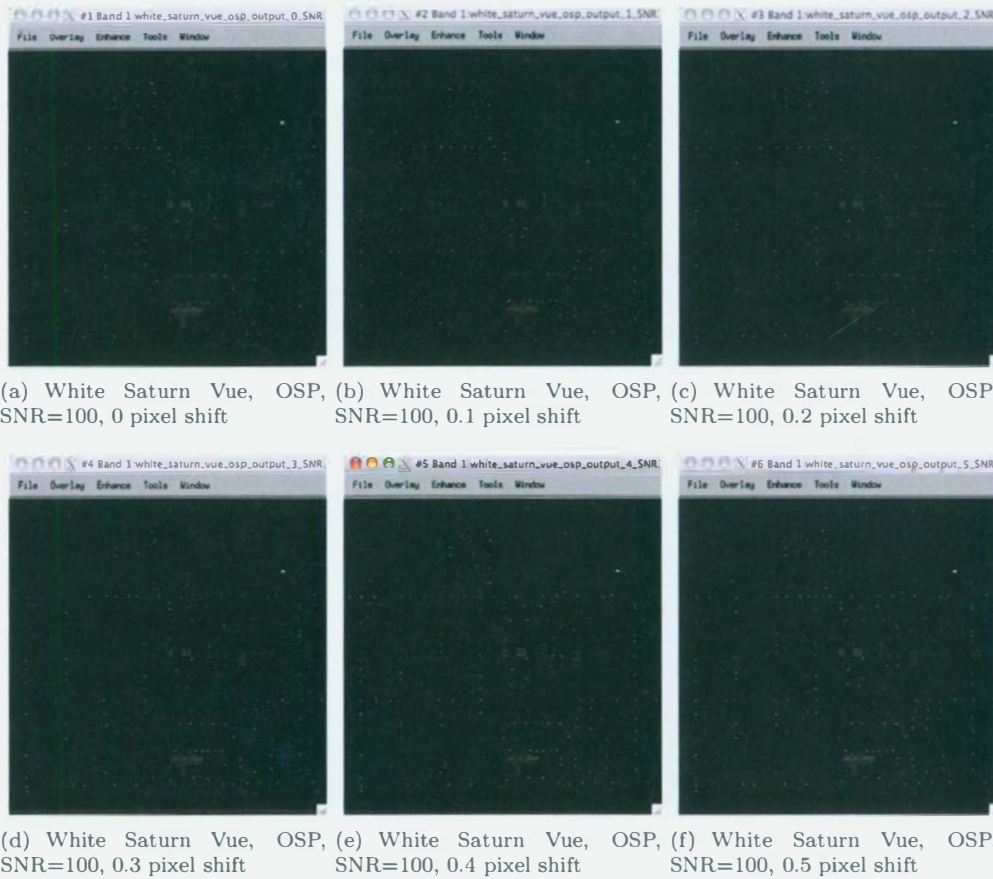 #1 Band 1:white_saturn_vue_osp_output_0_SNR
File Overlay Enhance Tools Window
#2 Band 1:white_saturn_vue_osp_output_1_SNR
File Overlay Enhance Tools Window
#3 Band 1:white_saturn_vue_osp_output_2_SNR
File Overlay Enhance Tools Window
(a) White Saturn Vue, OSP,
SNR=100, 0 pixel shift
(b) White Saturn Vue, OSP,
SNR=100, 0.1 pixel shift
(c) White Saturn Vue, OSP
SNR=100, 0.2 pixel shift
#4 Band 1:white_saturn_vue_osp_output_3_SNR
File Overlay Enhance Tools Window
#5 Band 1:white_saturn_vue_osp_output_4_SNR
File Overlay Enhance Tools Window
#6 Band 1:white_saturn_vue_osp_output_5_SNR
File Overlay Enhance Tools Window
(d) White Saturn Vue, OSP,
SNR=100, 0.3 pixel shift
(e) White Saturn Vue, OSP,
SNR=100, 0.4 pixel shift
(f) White Saturn Vue, OSP
SNR=100, 0.5 pixel shift